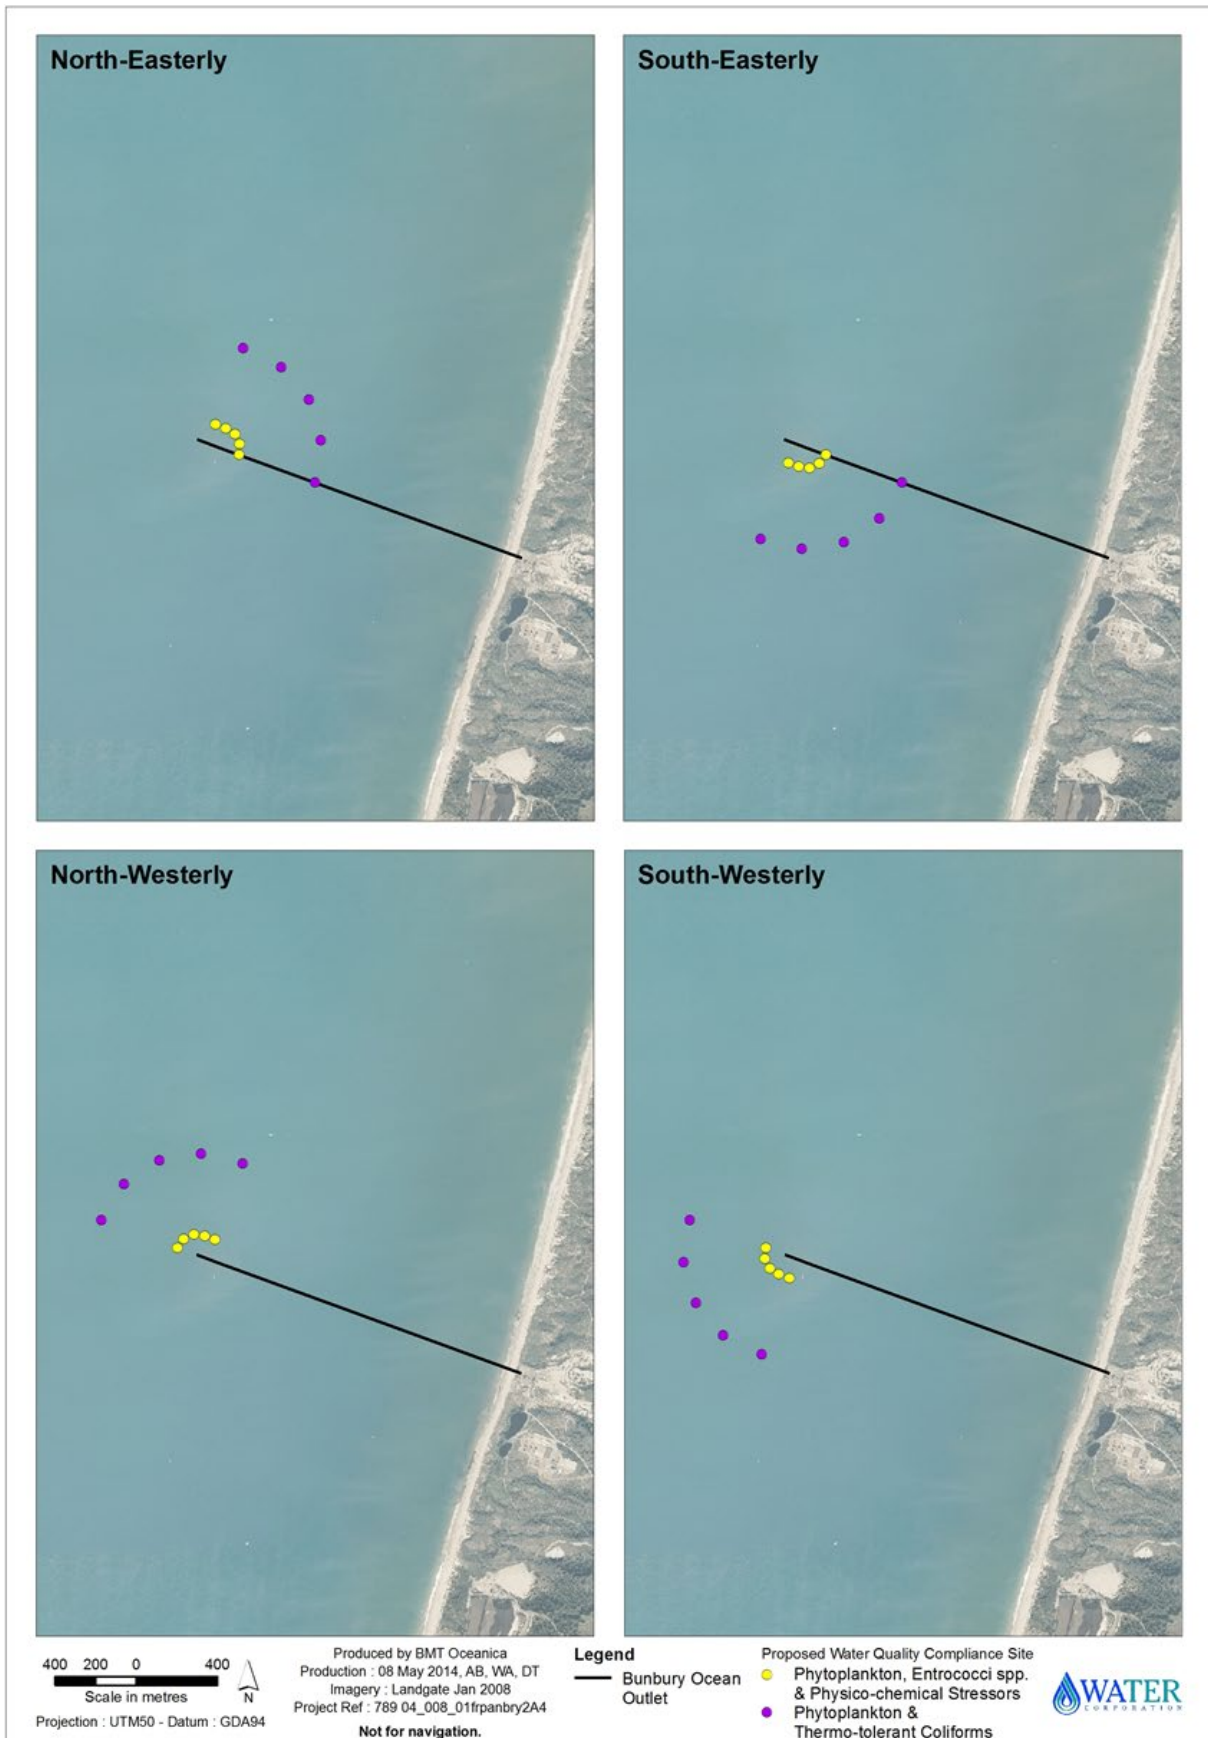 North-Easterly
South-Easterly
North-Westerly
South-Westerly
400 200 0 400
Scale in metres
N
Projection : UTM50 - Datum : GDA94
Produced by BMT Oceanica
Production : 08 May 2014, AB, WA, DT
Imagery : Landgate Jan 2008
Project Ref : 789 04_008_01frpanbry2A4
Not for navigation.
Legend
Bunbury Ocean
Outlet
Proposed Water Quality Compliance Site
Phytoplankton, Entrococci spp.
& Physico-chemical Stressors
Phytoplankton &
Thermo-tolerant Coliforms
WATER
CORPORATION